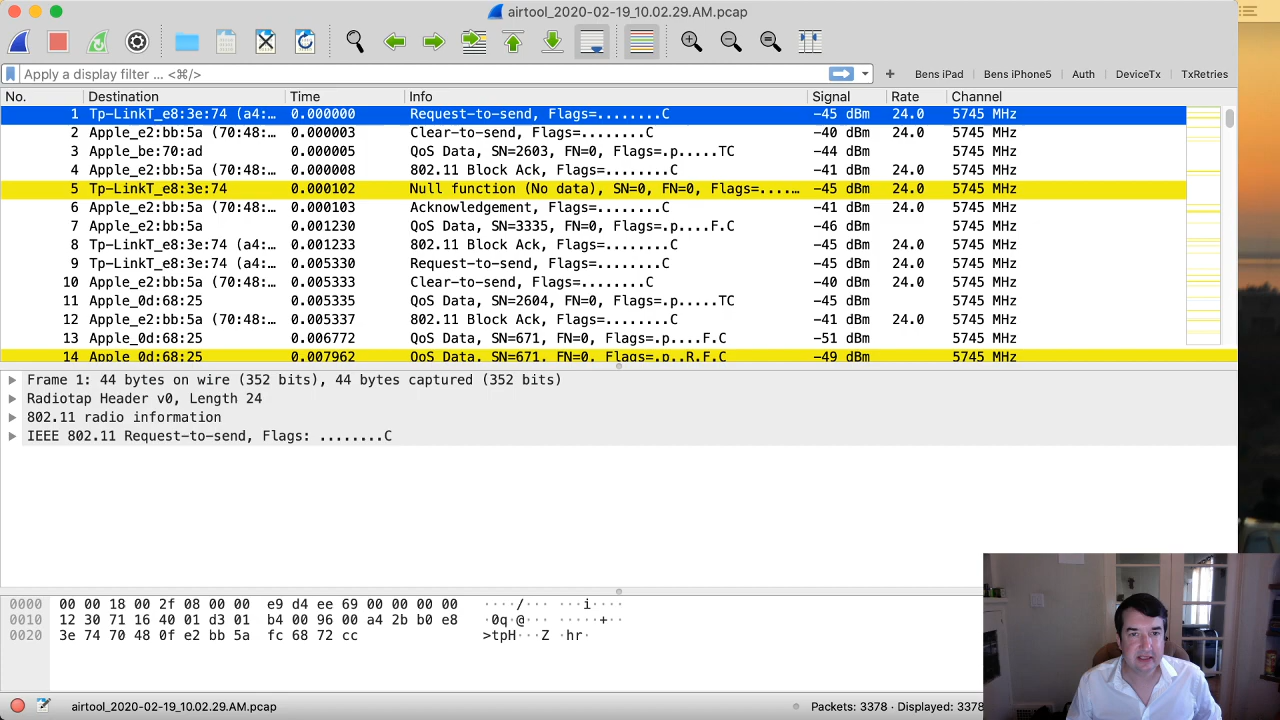 airtool_2020-02-19_10.02.29.AM.pcap
Apply a display filter … <⌘/>
Bens iPad Bens iPhone5 Auth DeviceTx TxRetries
No. Destination Time Info Signal Rate Channel
1 Tp-LinkT_e8:3e:74 (a4:… 0.000000 Request-to-send, Flags=........C -45 dBm 24.0 5745 MHz
2 Apple_e2:bb:5a (70:48:… 0.000003 Clear-to-send, Flags=........C -40 dBm 24.0 5745 MHz
3 Apple_be:70:ad 0.000005 QoS Data, SN=2603, FN=0, Flags=.p.....TC -44 dBm 5745 MHz
4 Apple_e2:bb:5a (70:48:… 0.000008 802.11 Block Ack, Flags=........C -41 dBm 24.0 5745 MHz
5 Tp-LinkT_e8:3e:74 0.000102 Null function (No data), SN=0, FN=0, Flags=....… -45 dBm 24.0 5745 MHz
6 Apple_e2:bb:5a (70:48:… 0.000103 Acknowledgement, Flags=........C -41 dBm 24.0 5745 MHz
7 Apple_e2:bb:5a 0.001230 QoS Data, SN=3335, FN=0, Flags=.p....F.C -46 dBm 5745 MHz
8 Tp-LinkT_e8:3e:74 (a4:… 0.001233 802.11 Block Ack, Flags=........C -45 dBm 24.0 5745 MHz
9 Tp-LinkT_e8:3e:74 (a4:… 0.005330 Request-to-send, Flags=........C -45 dBm 24.0 5745 MHz
10 Apple_e2:bb:5a (70:48:… 0.005333 Clear-to-send, Flags=........C -40 dBm 24.0 5745 MHz
11 Apple_0d:68:25 0.005335 QoS Data, SN=2604, FN=0, Flags=.p.....TC -45 dBm 5745 MHz
12 Apple_e2:bb:5a (70:48:… 0.005337 802.11 Block Ack, Flags=........C -41 dBm 24.0 5745 MHz
13 Apple_0d:68:25 0.006772 QoS Data, SN=671, FN=0, Flags=.p....F.C -51 dBm 5745 MHz
14 Apple_0d:68:25 0.007962 QoS Data, SN=671, FN=0, Flags=.p..R.F.C -49 dBm 5745 MHz
Frame 1: 44 bytes on wire (352 bits), 44 bytes captured (352 bits)
Radiotap Header v0, Length 24
802.11 radio information
IEEE 802.11 Request-to-send, Flags: ........C
0000 00 00 18 00 2f 08 00 00 e9 d4 ee 69 00 00 00 00 ····/··· ···i····
0010 12 30 71 16 40 01 d3 01 b4 00 96 00 a4 2b b0 e8 ·0q·@··· ·····+··
0020 3e 74 70 48 0f e2 bb 5a fc 68 72 cc >tpH···Z ·hr·
airtool_2020-02-19_10.02.29.AM.pcap
Packets: 3378 · Displayed: 3378